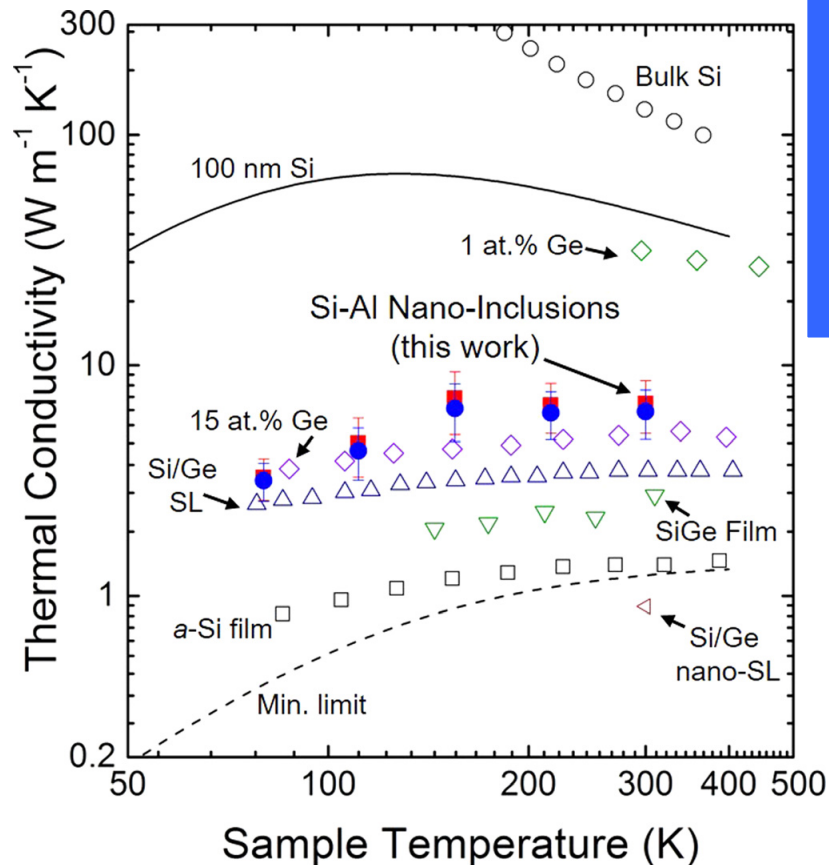 300
Bulk Si
100
100 nm Si
1 at.% Ge
Si-Al Nano-Inclusions
(this work)
10
15 at.% Ge
Si/Ge
SL
SiGe Film
1
a-Si film
Si/Ge
nano-SL
Min. limit
0.2
50
100
200
300
400
500
Thermal Conductivity (W m⁻¹ K⁻¹)
Sample Temperature (K)